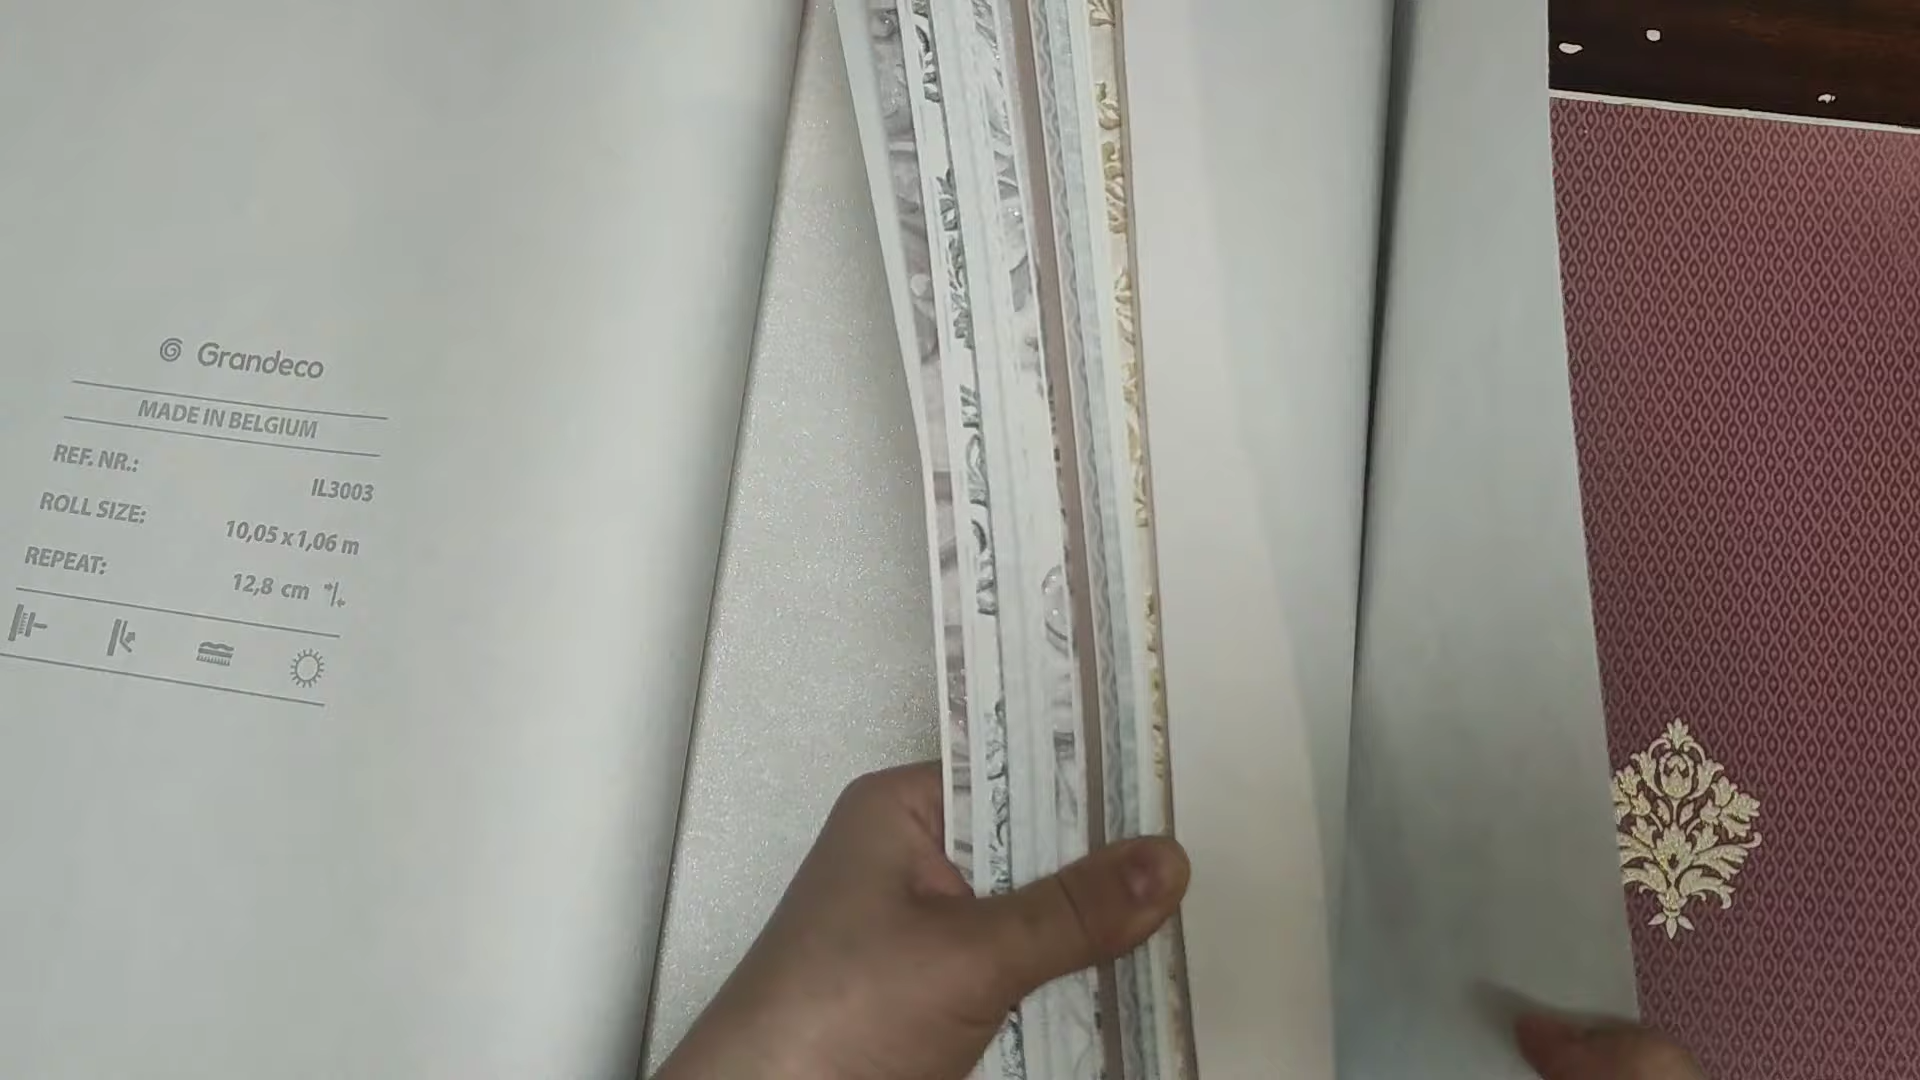 Grandeco
MADE IN BELGIUM
REF. NR.: IL3003
ROLL SIZE: 10,05 x 1,06 m
REPEAT: 12,8 cm